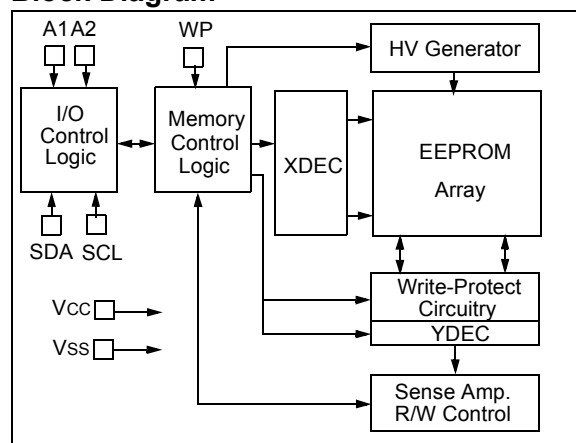 Block Diagram
A1 A2
WP
HV Generator
I/O
Control
Logic
Memory
Control
Logic
XDEC
EEPROM
Array
SDA SCL
Write-Protect
Circuitry
YDEC
VCC
VSS
Sense Amp.
R/W Control